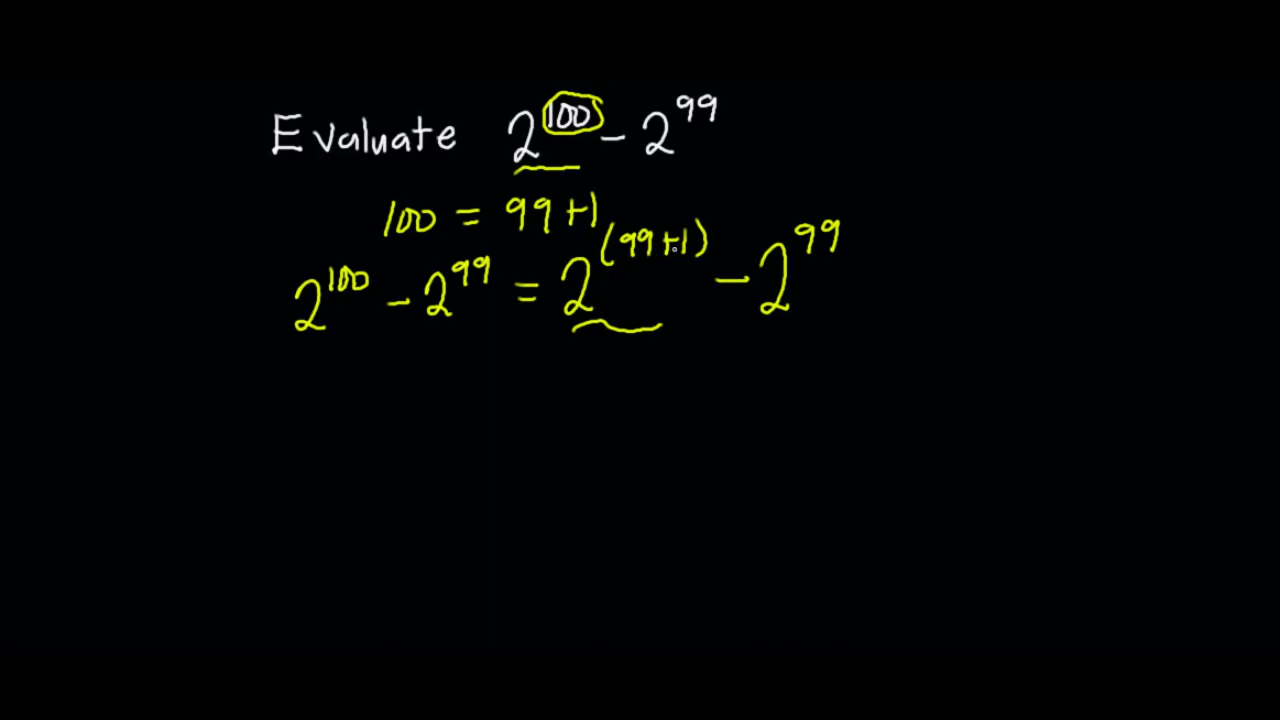 Evaluate 2^100 - 2^99
100 = 99+1
2^100 - 2^99 = 2^(99+1) - 2^99